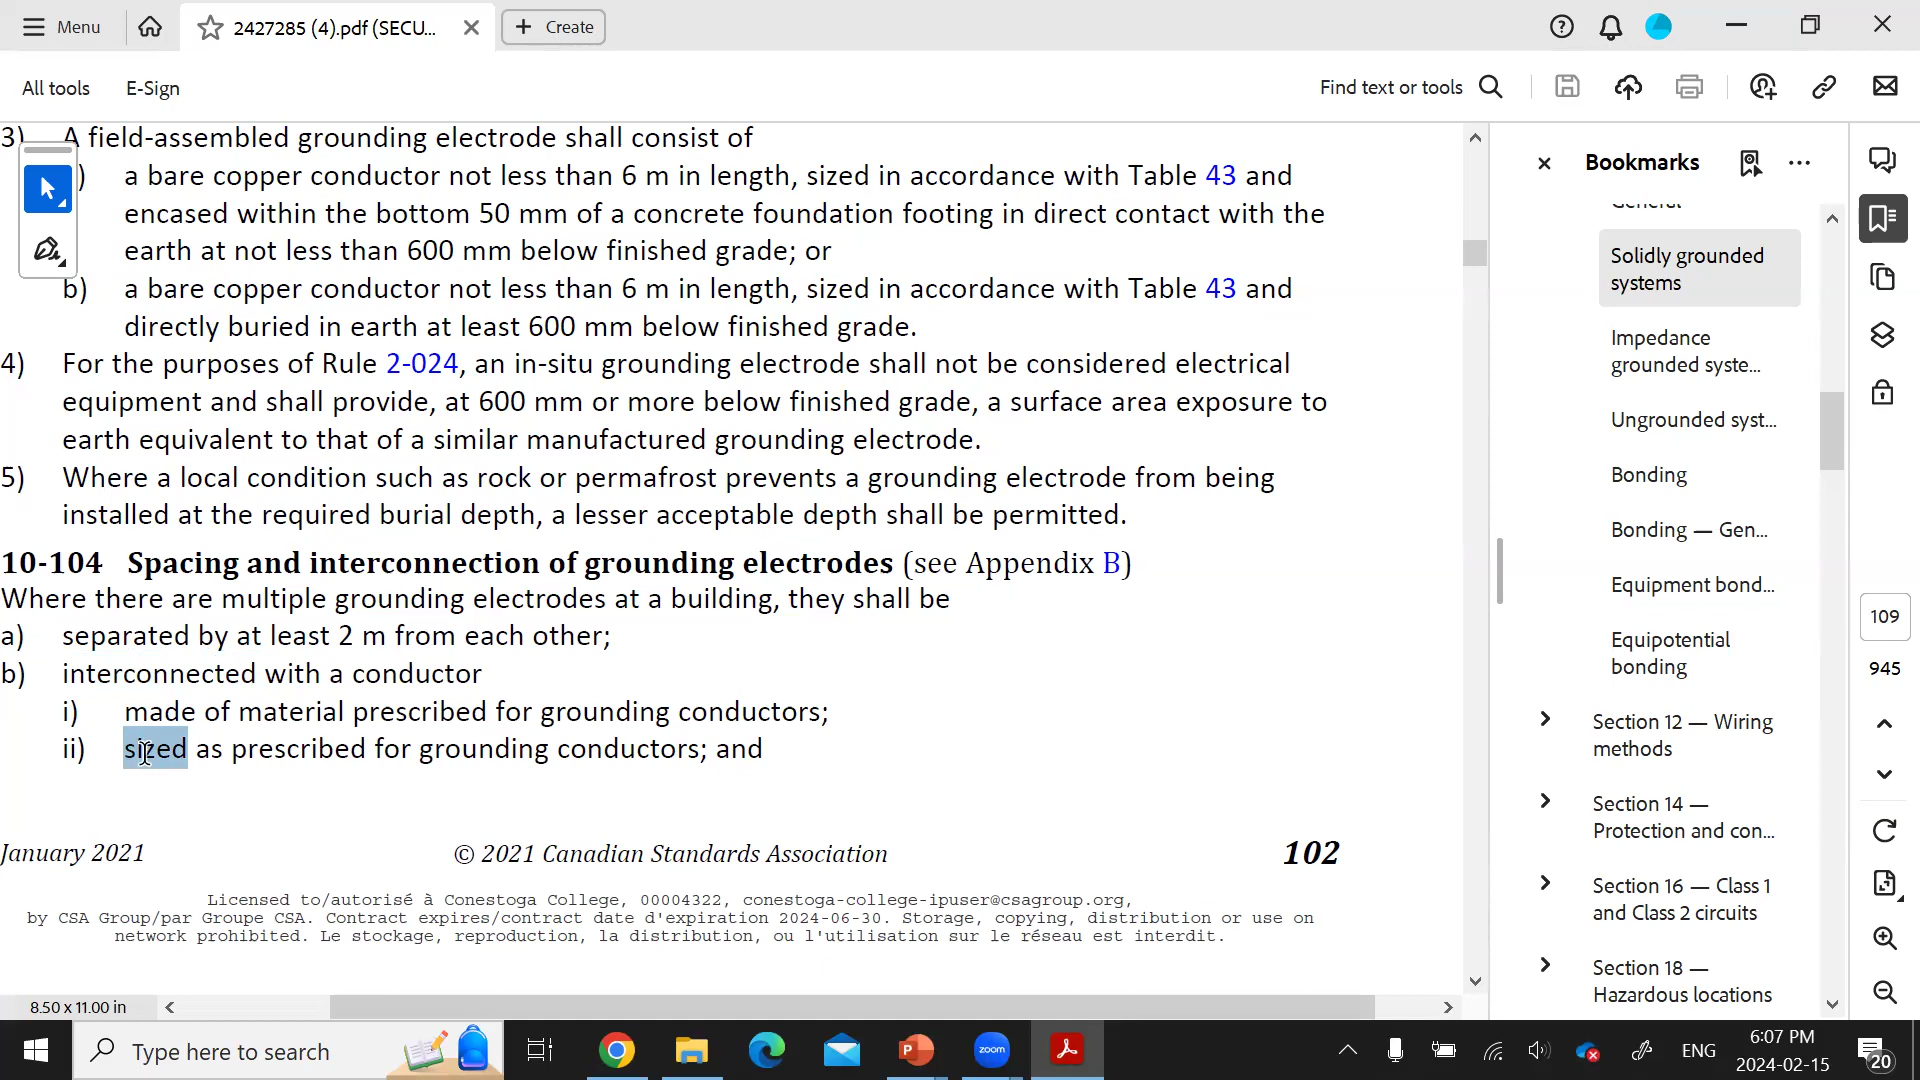 Menu
2427285 (4).pdf (SECU...
Create
All tools
E-Sign
Find text or tools
3) A field-assembled grounding electrode shall consist of
) a bare copper conductor not less than 6 m in length, sized in accordance with Table 43 and
encased within the bottom 50 mm of a concrete foundation footing in direct contact with the
earth at not less than 600 mm below finished grade; or
b) a bare copper conductor not less than 6 m in length, sized in accordance with Table 43 and
directly buried in earth at least 600 mm below finished grade.
4) For the purposes of Rule 2-024, an in-situ grounding electrode shall not be considered electrical
equipment and shall provide, at 600 mm or more below finished grade, a surface area exposure to
earth equivalent to that of a similar manufactured grounding electrode.
5) Where a local condition such as rock or permafrost prevents a grounding electrode from being
installed at the required burial depth, a lesser acceptable depth shall be permitted.
10-104 Spacing and interconnection of grounding electrodes (see Appendix B)
Where there are multiple grounding electrodes at a building, they shall be
a) separated by at least 2 m from each other;
b) interconnected with a conductor
i) made of material prescribed for grounding conductors;
ii) sized as prescribed for grounding conductors; and
January 2021
© 2021 Canadian Standards Association
102
Licensed to/autorisé à Conestoga College, 00004322, conestoga-college-ipuser@csagroup.org,
by CSA Group/par Groupe CSA. Contract expires/contract date d'expiration 2024-06-30. Storage, copying, distribution or use on
network prohibited. Le stockage, reproduction, la distribution, ou l'utilisation sur le réseau est interdit.
8.50 x 11.00 in
Bookmarks
General
Solidly grounded
systems
Impedance
grounded syste...
Ungrounded syst...
Bonding
Bonding — Gen...
Equipment bond...
Equipotential
bonding
Section 12 — Wiring
methods
Section 14 —
Protection and con...
Section 16 — Class 1
and Class 2 circuits
Section 18 —
Hazardous locations
109
945
Type here to search
P
zoom
ENG
6:07 PM
2024-02-15
20